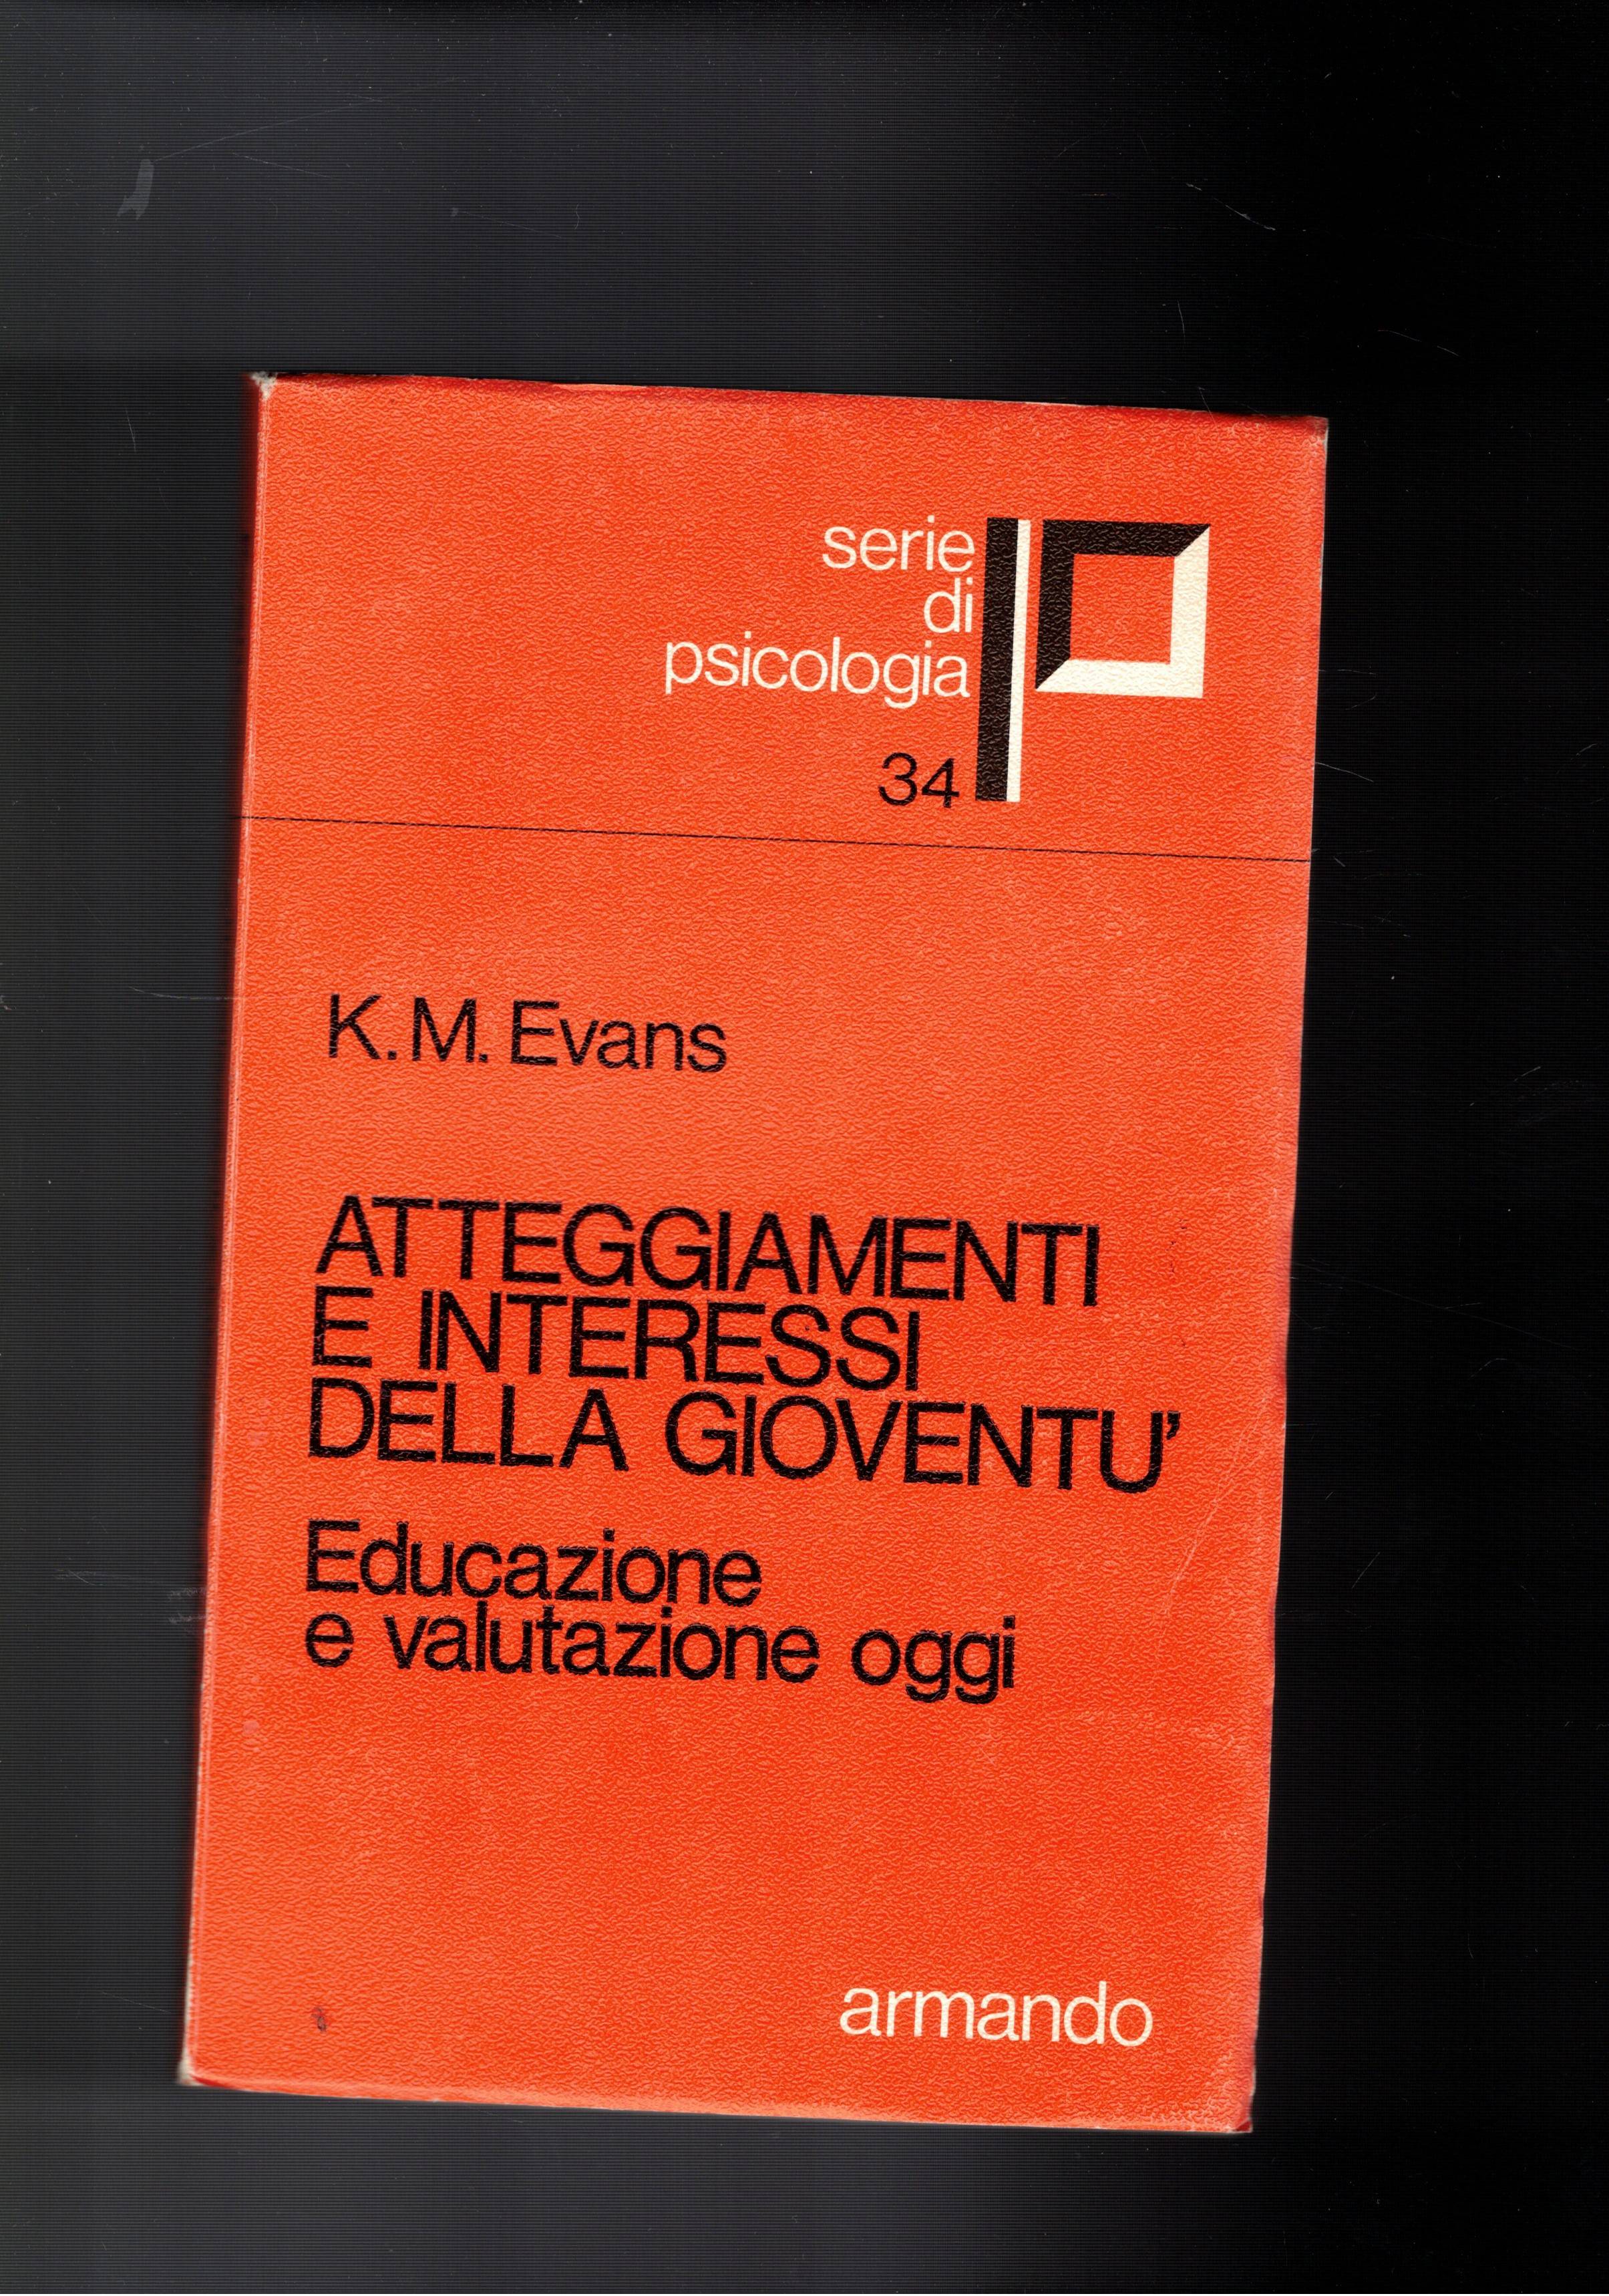 serie
di
psicologia
34
K.M. Evans
ATTEGGIAMENTI
E INTERESSI
DELLA GIOVENTU'
Educazione
e valutazione oggi
armando